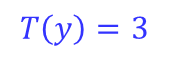 T(y) = 3